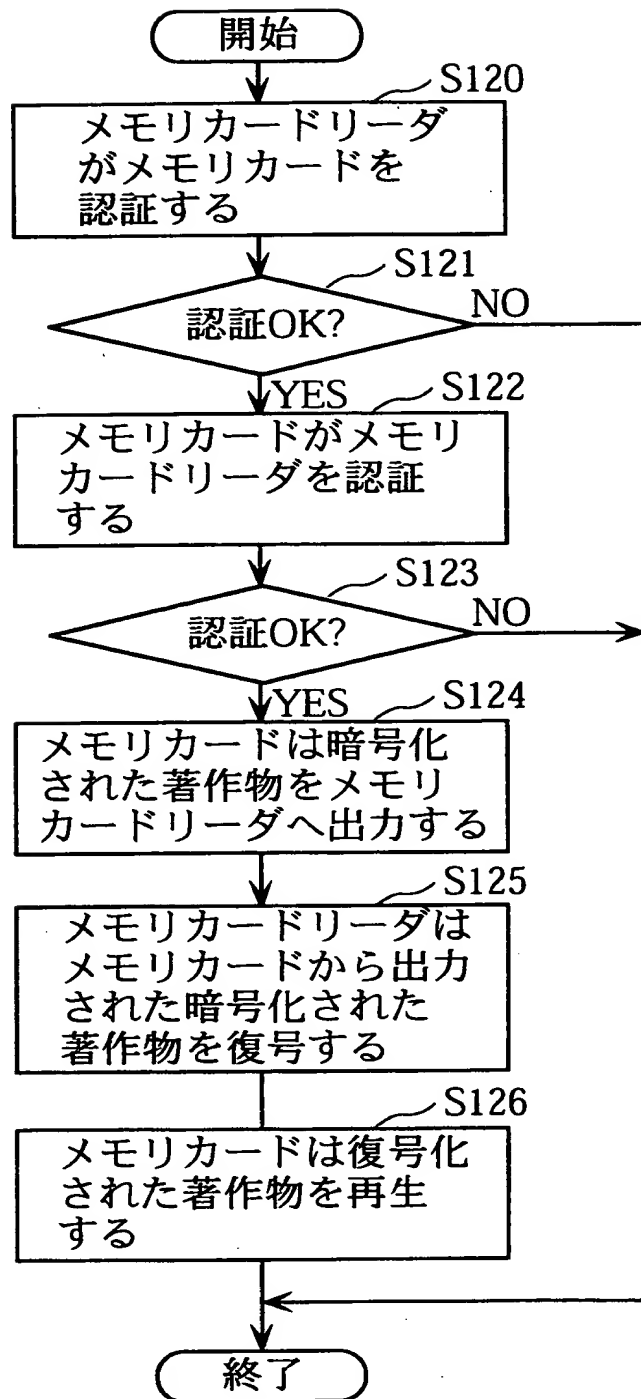 開始
S120
メモリカードリーダ
がメモリカードを
認証する
S121
認証OK?
NO
YES
S122
メモリカードがメモリ
カードリーダを認証
する
S123
認証OK?
NO
YES
S124
メモリカードは暗号化
された著作物をメモリ
カードリーダへ出力する
S125
メモリカードリーダは
メモリカードから出力
された暗号化された
著作物を復号する
S126
メモリカードは復号化
された著作物を再生
する
終了